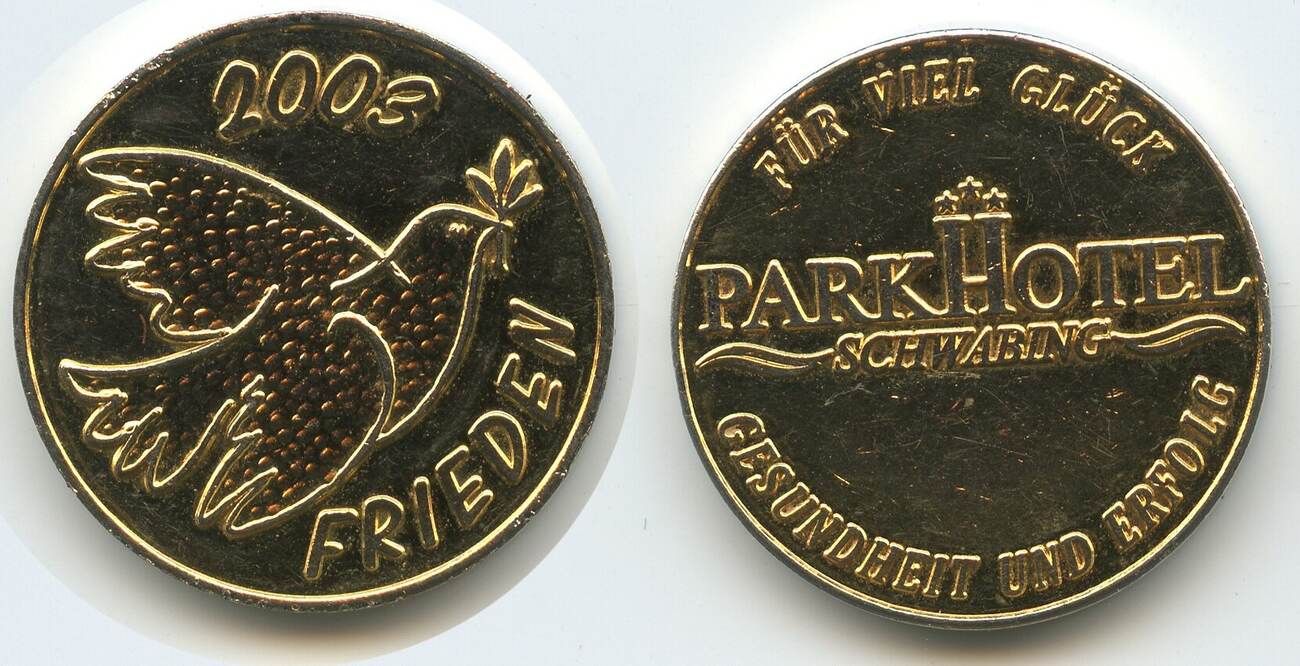 2003
FRIEDEN
FÜR VIEL GLÜCK
PARKHOTEL
SCHWABING
GESUNDHEIT UND ERFOLG